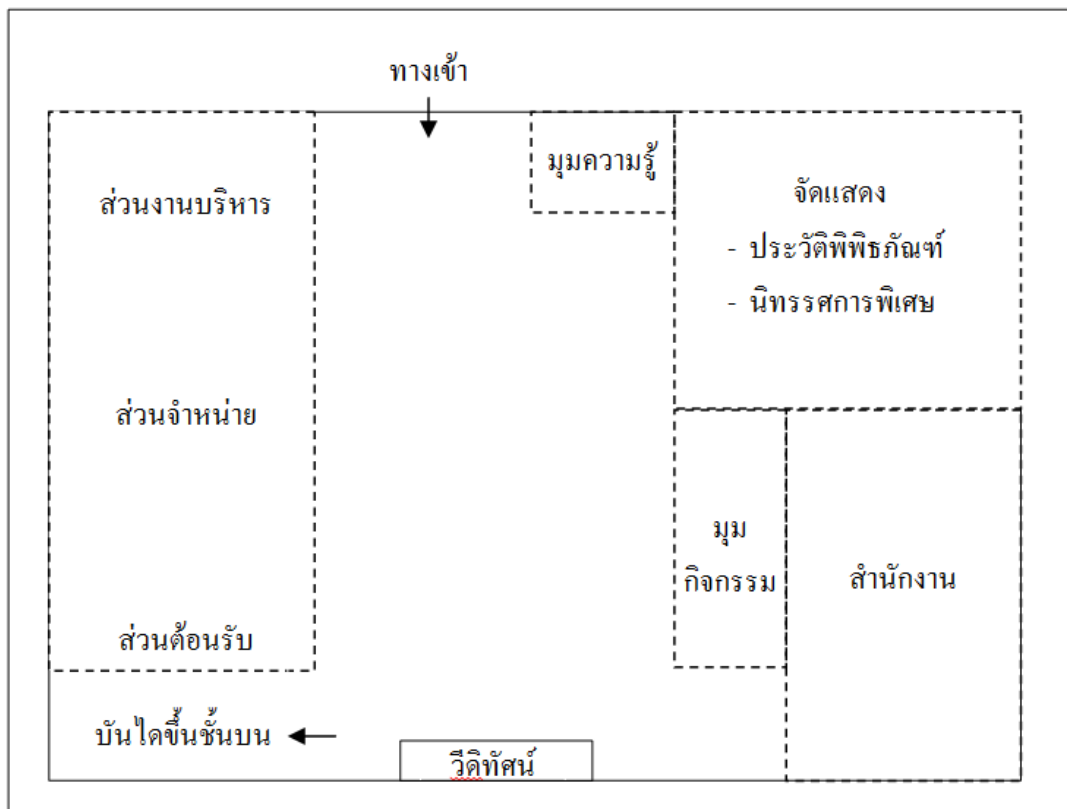 ทางเข้า
มุมความรู้
ส่วนงานบริหาร
จัดแสดง
- ประวัติพิพิธภัณฑ์
- นิทรรศการพิเศษ
ส่วนจำหน่าย
มุม
กิจกรรม
สำนักงาน
ส่วนต้อนรับ
บันไดขึ้นชั้นบน
วีดิทัศน์